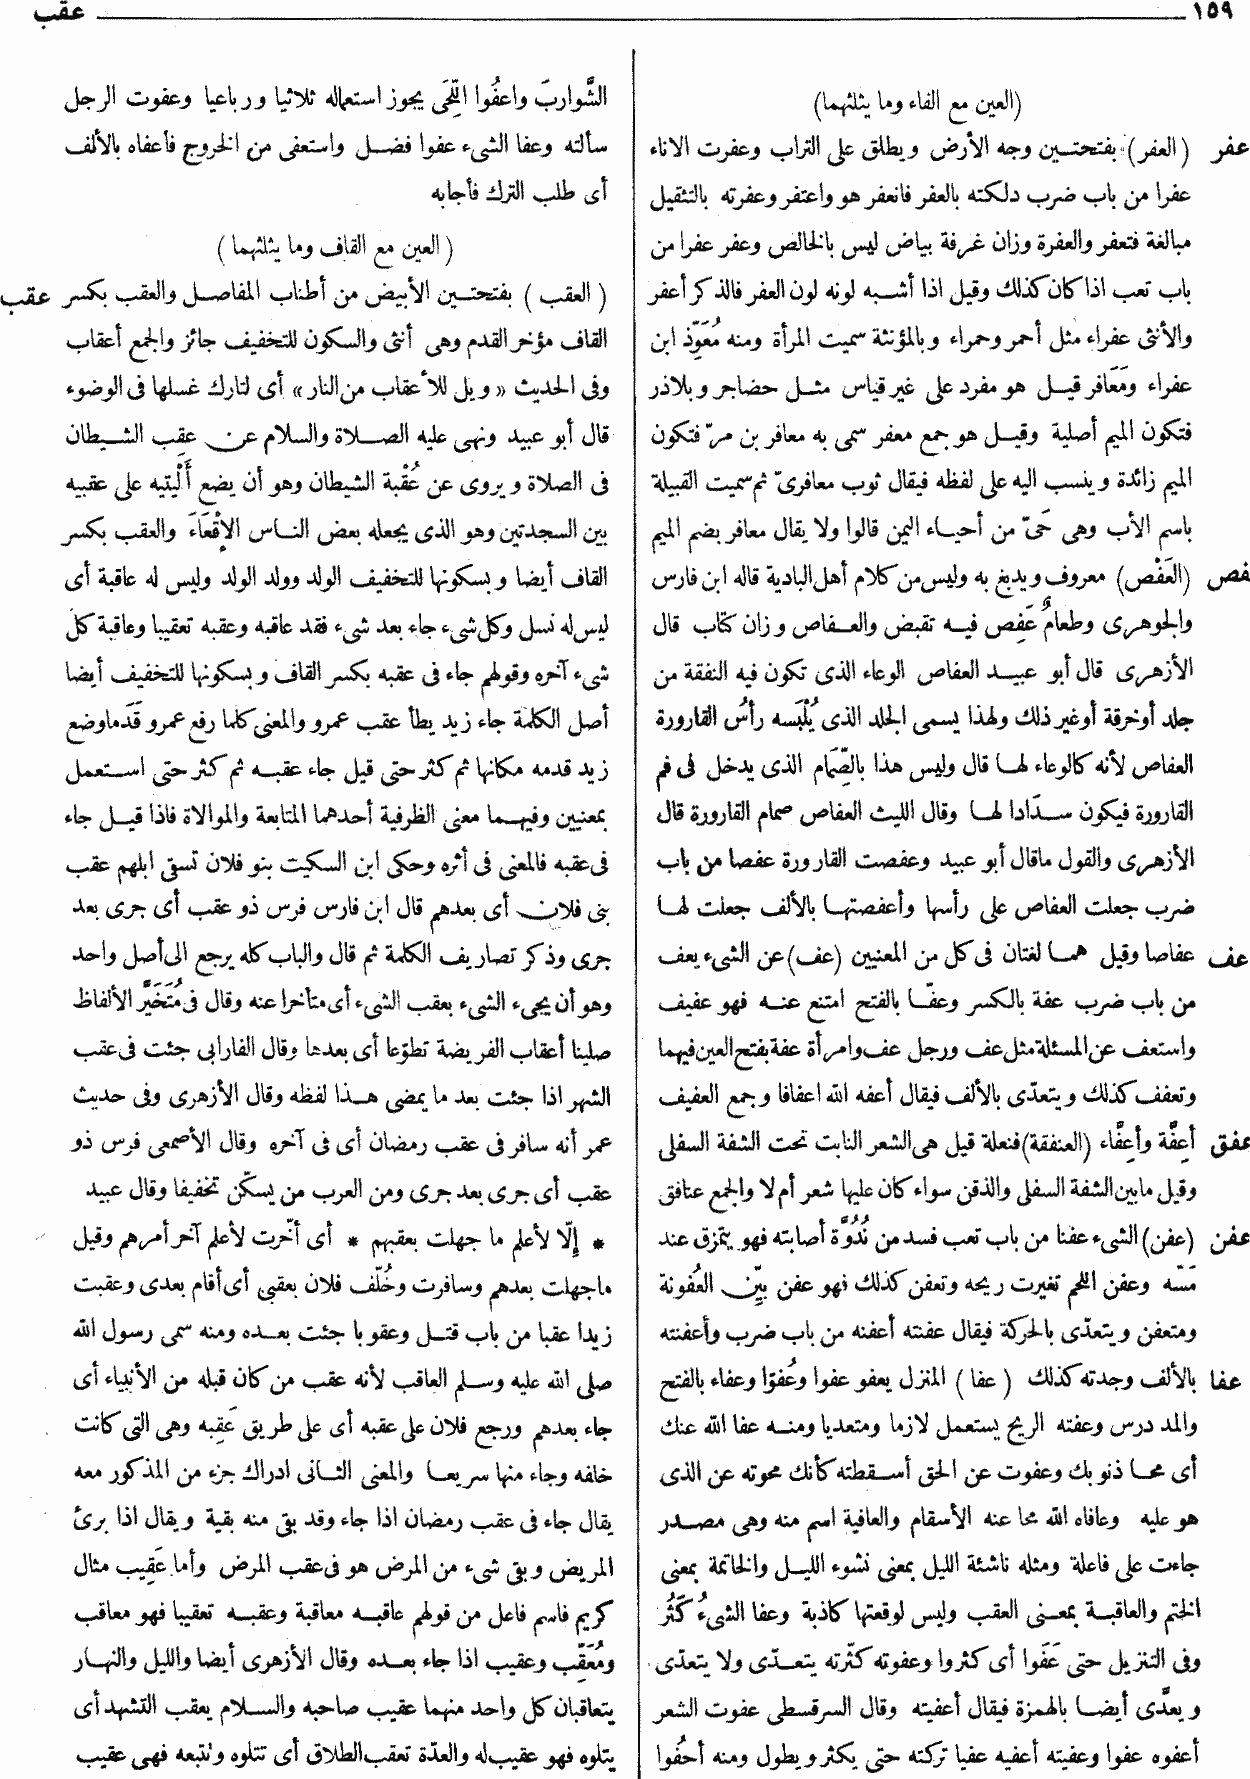 ١٥٩ عقب
(العين مع الفاء وما يثلثهما)
عفر (العفر) بفتحتين وجه الأرض ويطلق على التراب وعفرت الاناء
عفرا من باب ضرب دلكته بالعفر فانعفر هو واعتفر وعفرته بالتثقيل
مبالغة فتعفر والعفرة وزان غرفة بياض ليس بالخالص وعفر عفرا من
باب تعب اذا كان كذلك وقيل اذا أشبه لونه لون العفر فالذكر أعفر
والأنثى عفراء مثل أحمر وحمراء وبالمؤنثة سميت المرأة ومنه مُعَوِّذ ابن
عفراء ومَعَافر قيل هو مفرد على غير قياس مثل حضاجر وبلاذر
فتكون الميم أصلية وقيل هو جمع معفر سمى به معافر بن مرّ فتكون
الميم زائدة وينسب اليه على لفظه فيقال ثوب معافرىّ ثم سميت القبيلة
باسم الأب وهى حَىّ من أحياء اليمن قالوا ولا يقال معافر بضم الميم
فص (العَفْص) معروف ويدبغ به وليس من كلام أهل البادية قاله ابن فارس
والجوهرى وطعامٌ عَفِص فيه تقبض والعفاص وزان كتاب قال
الأزهرى قال أبو عبيد العفاص الوعاء الذى تكون فيه النفقة من
جلد أو خرقة أو غير ذلك ولهذا يسمى الجلد الذى يُلْبَسه رأسُ القارورة
العفاص لأنه كالوعاء لها قال وليس هذا بالصِّمَام الذى يدخل فى فم
القارورة فيكون سدَادا لها وقال الليث العفاص صمام القارورة قال
الأزهرى والقول ماقال أبو عبيد وعفصت القارورة عفصا من باب
ضرب جعلت العفاص على رأسها وأعفصتها بالألف جعلت لها
عف عفاصا وقيل هما لغتان فى كل من المعنيين (عف) عن الشىء يعف
من باب ضرب عفة بالكسر وعفّا بالفتح امتنع عنه فهو عفيف
واستعف عن المسئلة مثل عف ورجل عف وامرأة عفة بفتح العين فيهما
وتعفف كذلك ويتعدّى بالألف فيقال أعفه الله اعفافا وجمع العفيف
عفق أَعِفَّة وأَعِفَّاء (العنفقة) فنعلة قيل هى الشعر النابت تحت الشفة السفلى
وقيل مابين الشفة السفلى والذقن سواء كان عليها شعر أم لا والجمع عنافق
عفن (عفن) الشىء عفنا من باب تعب فسد من نُدُوَّة أصابته فهو يتمزق عند
مَسّه وعفن اللحم تغيرت ريحه وتعفن كذلك فهو عفن بيِّن العُفونة
ومتعفن ويتعدّى بالحركة فيقال عفنته أعفنه من باب ضرب وأعفنته
عفا بالألف وجدته كذلك (عفا) المنزل يعفو عفوا وعُفوّا وعفاء بالفتح
والمد درس وعفته الريح يستعمل لازما ومتعديا ومنه عفا الله عنك
أى محا ذنوبك وعفوت عن الحق أسقطته كأنك محوته عن الذى
هو عليه وعافاه الله محا عنه الأسقام والعافية اسم منه وهى مصدر
جاءت على فاعلة ومثله ناشئة الليل بمعنى نشوء الليل والخاتمة بمعنى
الختم والعاقبة بمعنى العقب وليس لوقعتها كاذبة وعفا الشىءُ كَثُر
وفى التنزيل حتى عَفَوا أى كثروا وعفوته كثّرته يتعدّى ولا يتعدّى
ويعدَّى أيضا بالهمزة فيقال أعفيته وقال السرقسطى عفوت الشعر
أعفوه عفوا وعفيته أعفيه عفيا تركته حتى يكثر ويطول ومنه أحْفُوا
الشَّواربَ واعفُوا اللِّحَى يجوز استعماله ثلاثيا ورباعيا وعفوت الرجل
سألته وعفا الشىء عفوا فضل واستعفى من الخروج فأعفاه بالألف
أى طلب الترك فأجابه
(العين مع القاف وما يثلثهما)
عقب (العقب) بفتحتين الأبيض من أطناب المفاصل والعقب بكسر
القاف مؤخر القدم وهى أنثى والسكون للتخفيف جائز والجمع أعقاب
وفى الحديث «ويل للأعقاب من النار» أى لتارك غسلها فى الوضوء
قال أبو عبيد ونهى عليه الصلاة والسلام عن عقِب الشيطان
فى الصلاة ويروى عن عُقْبة الشيطان وهو أن يضع أَلْيتيه على عقبيه
بين السجدتين وهو الذى يجعله بعض الناس الإقْعَاءَ والعقب بكسر
القاف أيضا وبسكونها للتخفيف الولد وولد الولد وليس له عاقبة أى
ليس له نسل وكل شىء جاء بعد شىء فقد عاقبه وعقبه تعقيبا وعاقبة كل
شىء آخره وقولهم جاء فى عقبه بكسر القاف وبسكونها للتخفيف أيضا
أصل الكلمة جاء زيد يطأ عقب عمرو والمعنى كلما رفع عمرو قَدَما وضع
زيد قدمه مكانها ثم كثر حتى قيل جاء عقبه ثم كثر حتى استعمل
بمعنيين وفيهما معنى الظرفية أحدهما المتابعة والموالاة فاذا قيل جاء
فى عقبه فالمعنى فى أثره وحكى ابن السكيت بنو فلان تسقى ابلهم عقب
بنى فلان أى بعدهم قال ابن فارس فرس ذو عقب أى جرى بعد
جرى وذكر تصاريف الكلمة ثم قال والباب كله يرجع الى أصل واحد
وهو أن يجىء الشىء بعقب الشىء أى متأخرا عنه وقال فى مُتَخَيَّر الألفاظ
صلينا أعقاب الفريضة تطوّعا أى بعدها وقال الفارابى جئت فى عقب
الشهر اذا جئت بعد ما يمضى هذا لفظه وقال الأزهرى وفى حديث
عمر أنه سافر فى عقب رمضان أى فى آخره وقال الأصمعى فرس ذو
عقب أى جرى بعد جرى ومن العرب من يسكّن تخفيفا وقال عبيد
* إلّا لأعلم ما جهلت بعقبهم * أى أخّرت لأعلم آخر أمرهم وقيل
ماجهلت بعدهم وسافرت وخُلّف فلان بعقبى أى أقام بعدى وعقبت
زيدا عقبا من باب قتل وعقوبا جئت بعده ومنه سمى رسول الله
صلى الله عليه وسلم العاقب لأنه عقب من كان قبله من الأنبياء أى
جاء بعدهم ورجع فلان على عقبه أى على طريق عَقِبه وهى التى كانت
خلفه وجاء منها سريعا والمعنى الثانى ادراك جزء من المذكور معه
يقال جاء فى عقب رمضان اذا جاء وقد بقى منه بقية ويقال اذا برئ
المريض وبقى شىء من المرض هو فى عقب المرض وأما عَقِيب مثال
كريم فاسم فاعل من قولهم عاقبه معاقبة وعقبه تعقيبا فهو معاقب
ومُعَقِّب وعقيب اذا جاء بعده وقال الأزهرى أيضا والليل والنهار
يتعاقبان كل واحد منهما عقيب صاحبه والسلام يعقب التشهد أى
يتلوه فهو عقيب له والعدّة تعقب الطلاق أى تتلوه وتتبعه فهى عقيب